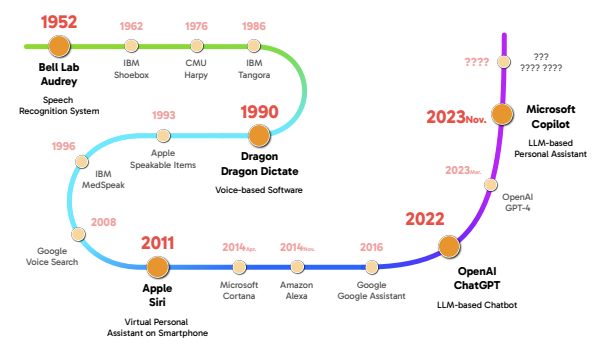 1952
Bell Lab
Audrey
Speech
Recognition System
1962
IBM
Shoebox
1976
CMU
Harpy
1986
IBM
Tangora
1990
Dragon
Dragon Dictate
Voice-based Software
1993
Apple
Speakable Items
1996
IBM
MedSpeak
2008
Google
Voice Search
2011
Apple
Siri
Virtual Personal
Assistant on Smartphone
2014Apr.
Microsoft
Cortana
2014Nov.
Amazon
Alexa
2016
Google
Google Assistant
2022
OpenAI
ChatGPT
LLM-based Chatbot
2023Mar.
OpenAI
GPT-4
2023Nov.
Microsoft
Copilot
LLM-based
Personal Assistant
????
???
???? ????